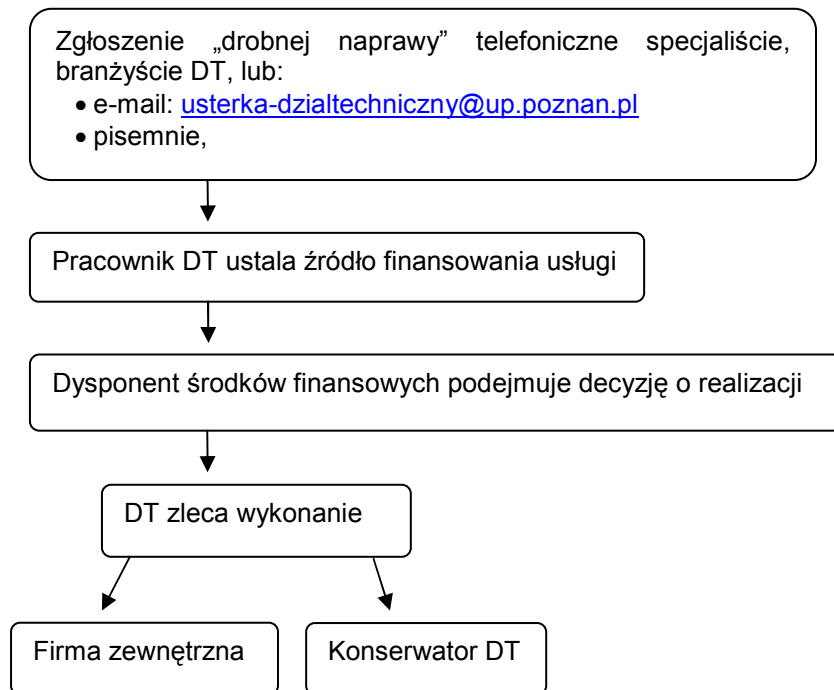 Zgłoszenie „drobnej naprawy” telefoniczne specjaliście,
branżyście DT, lub:
• e-mail: usterka-dzialtechniczny@up.poznan.pl
• pisemnie,
Pracownik DT ustala źródło finansowania usługi
Dysponent środków finansowych podejmuje decyzję o realizacji
DT zleca wykonanie
Firma zewnętrzna
Konserwator DT